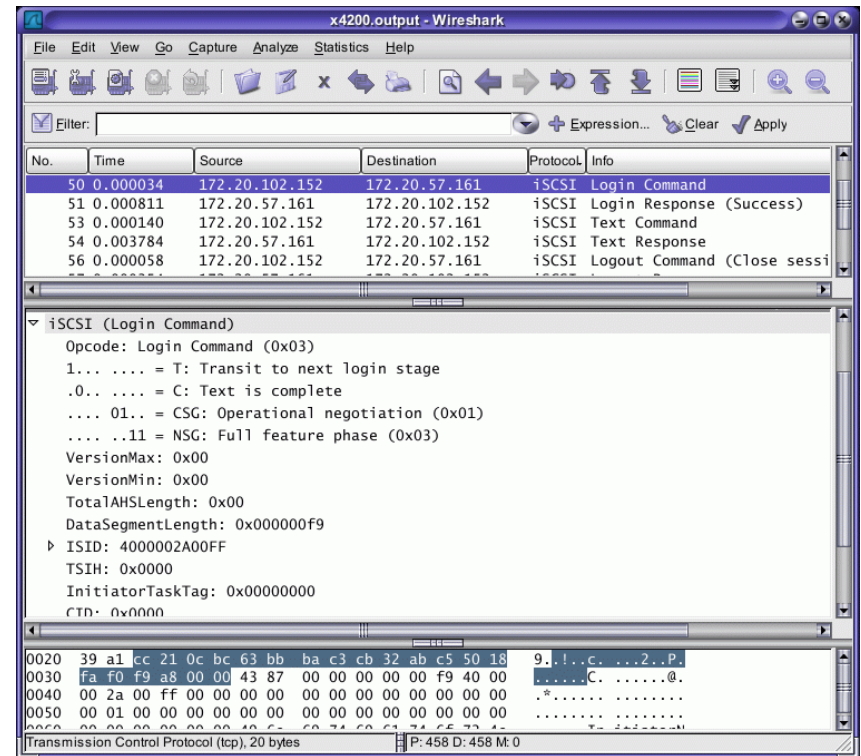 x4200.output - Wireshark
File Edit View Go Capture Analyze Statistics Help
Filter: Expression... Clear Apply
No. Time Source Destination Protocol Info
50 0.000034 172.20.102.152 172.20.57.161 iSCSI Login Command
51 0.000811 172.20.57.161 172.20.102.152 iSCSI Login Response (Success)
53 0.000140 172.20.102.152 172.20.57.161 iSCSI Text Command
54 0.003784 172.20.57.161 172.20.102.152 iSCSI Text Response
56 0.000058 172.20.102.152 172.20.57.161 iSCSI Logout Command (Close sessi
iSCSI (Login Command)
Opcode: Login Command (0x03)
1... .... = T: Transit to next login stage
.0.. .... = C: Text is complete
.... 01.. = CSG: Operational negotiation (0x01)
.... ..11 = NSG: Full feature phase (0x03)
VersionMax: 0x00
VersionMin: 0x00
TotalAHSLength: 0x00
DataSegmentLength: 0x000000f9
ISID: 4000002A00FF
TSIH: 0x0000
InitiatorTaskTag: 0x00000000
CID: 0x0000
0020 39 a1 cc 21 0c bc 63 bb ba c3 cb 32 ab c5 50 18 9..!..c. ...2..P.
0030 fa f0 f9 a8 00 00 43 87 00 00 00 00 00 f9 40 00 ......C. ......@.
0040 00 2a 00 ff 00 00 00 00 00 00 00 00 00 00 00 00 .*...... ........
0050 00 01 00 00 00 00 00 00 00 00 00 00 00 00 00 00 ........ ........
Transmission Control Protocol (tcp), 20 bytes P: 458 D: 458 M: 0